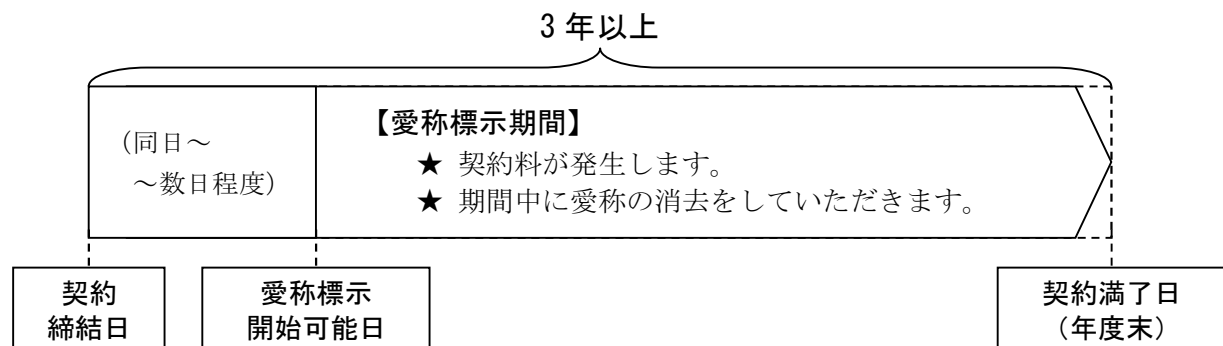 3年以上
(同日～
～数日程度)
【愛称標示期間】
★ 契約料が発生します。
★ 期間中に愛称の消去をしていただきます。
契約
締結日
愛称標示
開始可能日
契約満了日
（年度末）